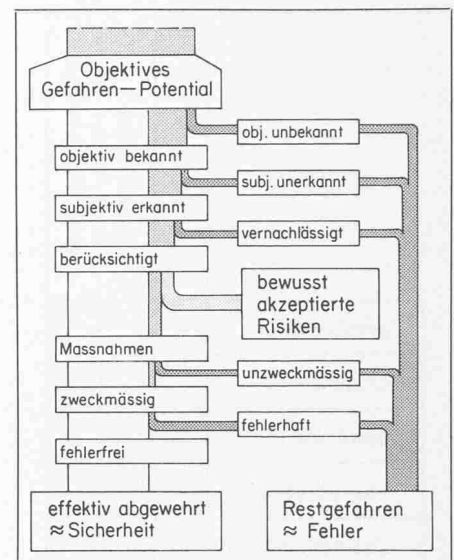 Objektives
Gefahren—Potential
obj. unbekannt
objektiv bekannt
subj. unerkannt
subjektiv erkannt
vernachlässigt
berücksichtigt
bewusst
akzeptierte
Risiken
Massnahmen
unzweckmässig
zweckmässig
fehlerhaft
fehlerfrei
effektiv abgewehrt
≈ Sicherheit
Restgefahren
≈ Fehler